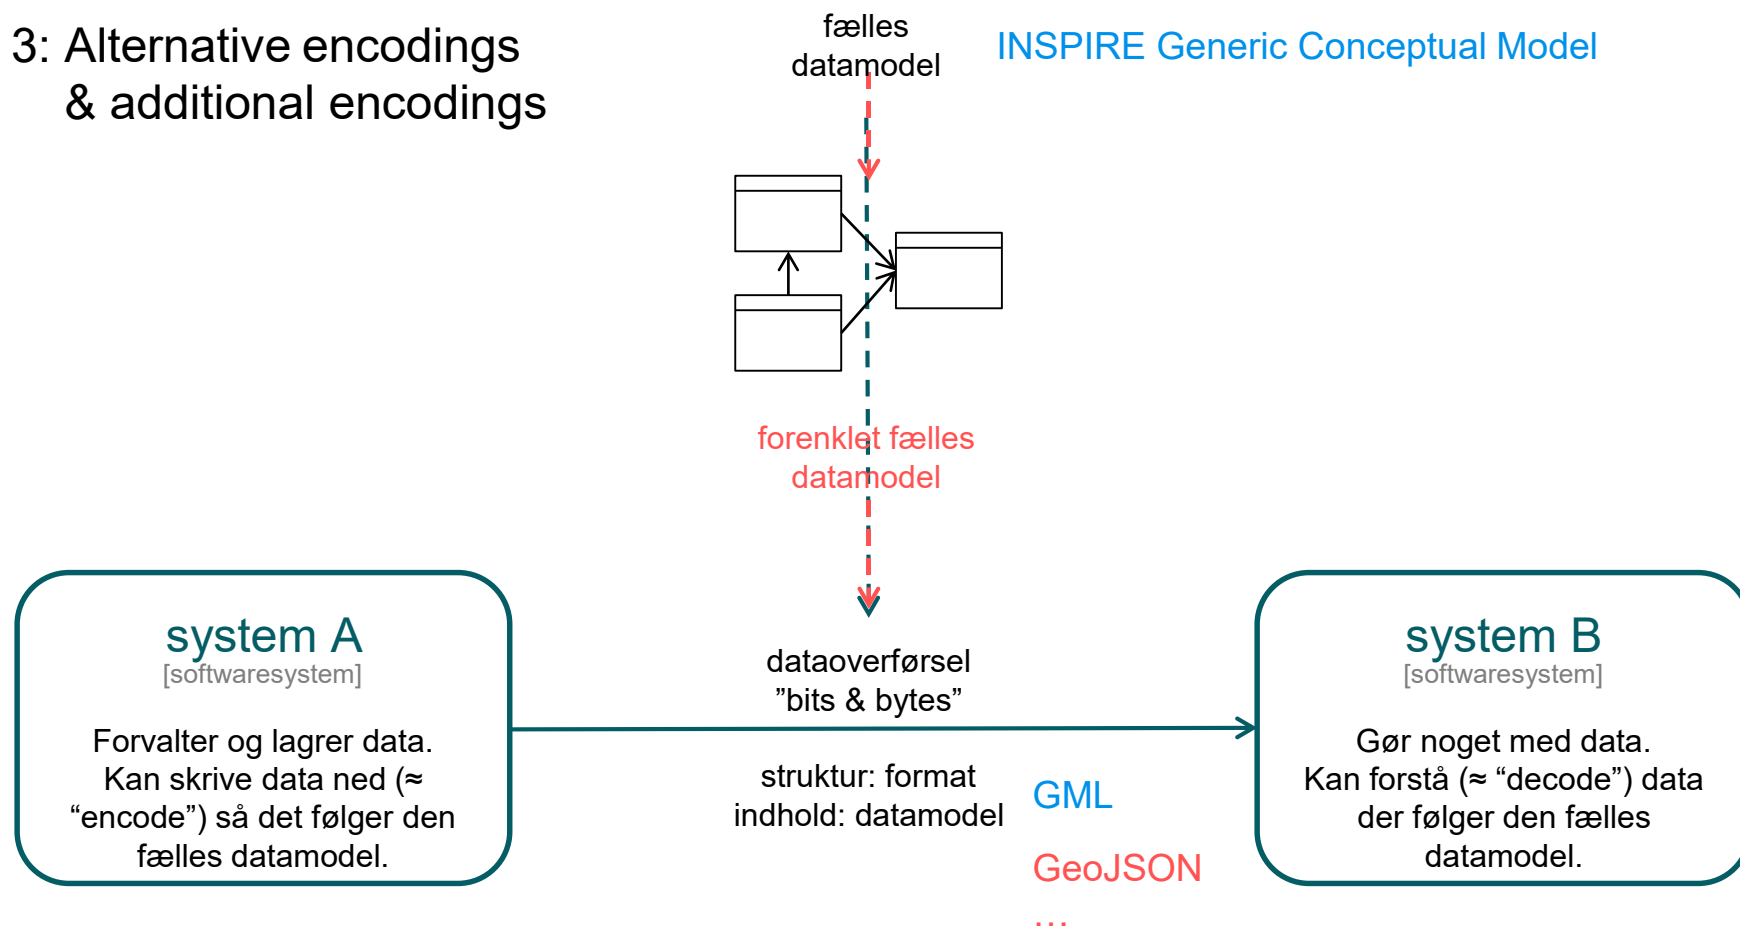 3: Alternative encodings
& additional encodings
fælles
datamodel
INSPIRE Generic Conceptual Model
forenklet fælles
datamodel
system A
[softwaresystem]
Forvalter og lagrer data.
Kan skrive data ned (≈
“encode”) så det følger den
fælles datamodel.
dataoverførsel
”bits & bytes”
struktur: format
indhold: datamodel
GML
GeoJSON
...
system B
[softwaresystem]
Gør noget med data.
Kan forstå (≈ “decode”) data
der følger den fælles
datamodel.